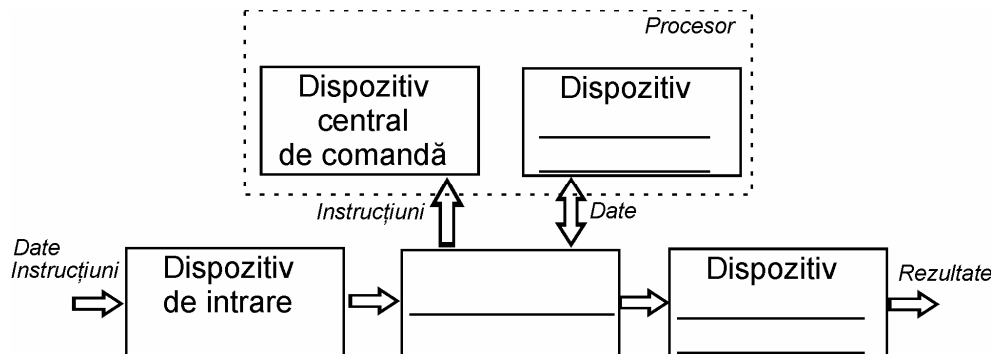 Procesor
Dispozitiv
central
de comandă
Dispozitiv
Instrucțiuni
Date
Date
Instrucțiuni
Dispozitiv
de intrare
Dispozitiv
Rezultate